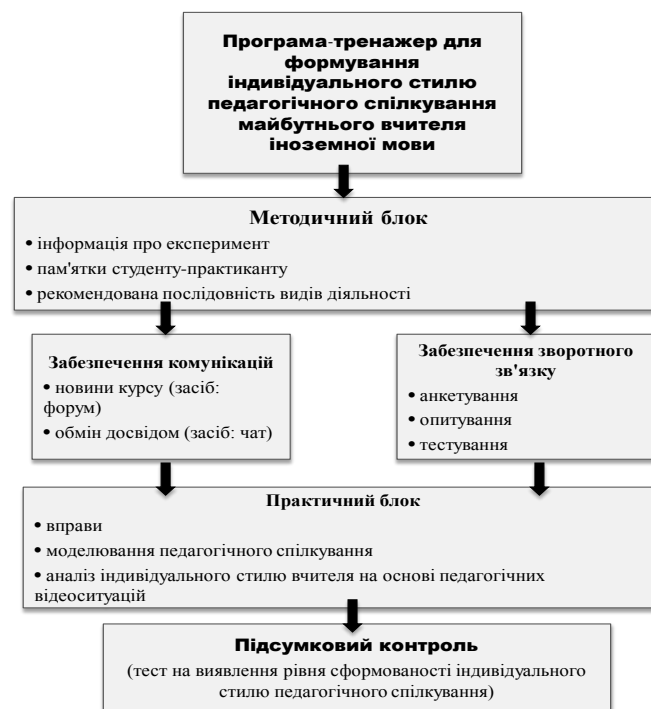 Програма-тренажер для
формування
індивідуального стилю
педагогічного спілкування
майбутнього вчителя
іноземної мови
Методичний блок
• інформація про експеримент
• пам'ятки студенту-практиканту
• рекомендована послідовність видів діяльності
Забезпечення комунікацій
• новини курсу (засіб:
форум)
• обмін досвідом (засіб: чат)
Забезпечення зворотного
зв'язку
• анкетування
• опитування
• тестування
Практичний блок
• вправи
• моделювання педагогічного спілкування
• аналіз індивідуального стилю вчителя на основі педагогічних
відеоситуацій
Підсумковий контроль
(тест на виявлення рівня сформованості індивідуального
стилю педагогічного спілкування)